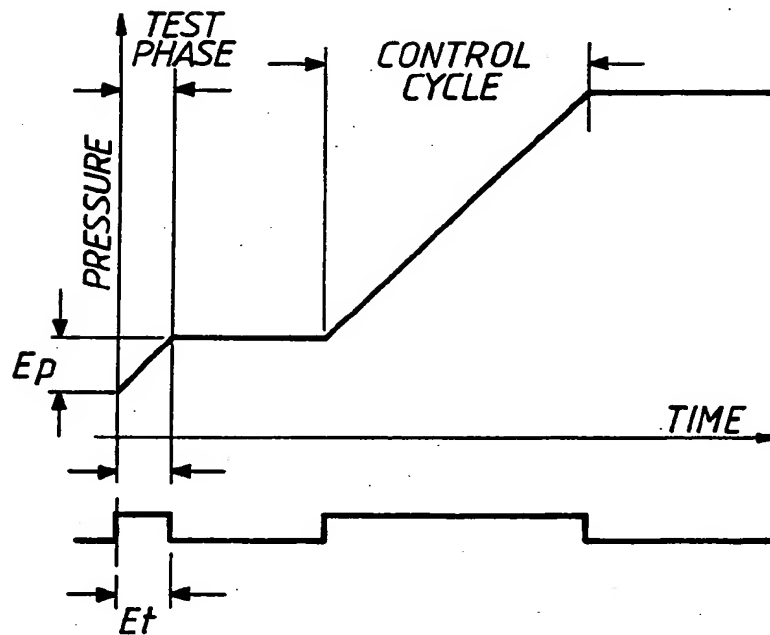 TEST
PHASE
CONTROL
CYCLE
PRESSURE
Ep
TIME
Et